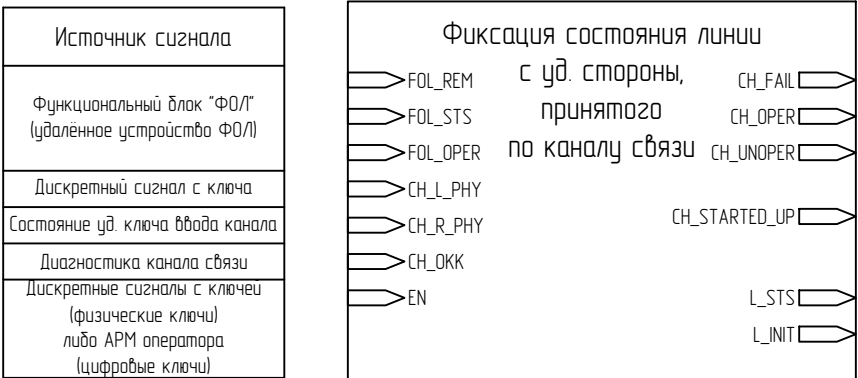 Источник сигнала
Функциональный блок "ФОЛ"
(удалённое устройство ФОЛ)
Дискретный сигнал с ключа
Состояние уд. ключа ввода канала
Диагностика канала связи
Дискретные сигналы с ключей
(физические ключи)
либо АРМ оператора
(цифровые ключи)
Фиксация состояния линии
с уд. стороны,
принятого
по каналу связи
FOL_REM
FOL_STS
FOL_OPER
CH_L_PHY
CH_R_PHY
CH_OKK
EN
CH_FAIL
CH_OPER
CH_UNOPER
CH_STARTED_UP
L_STS
L_INIT